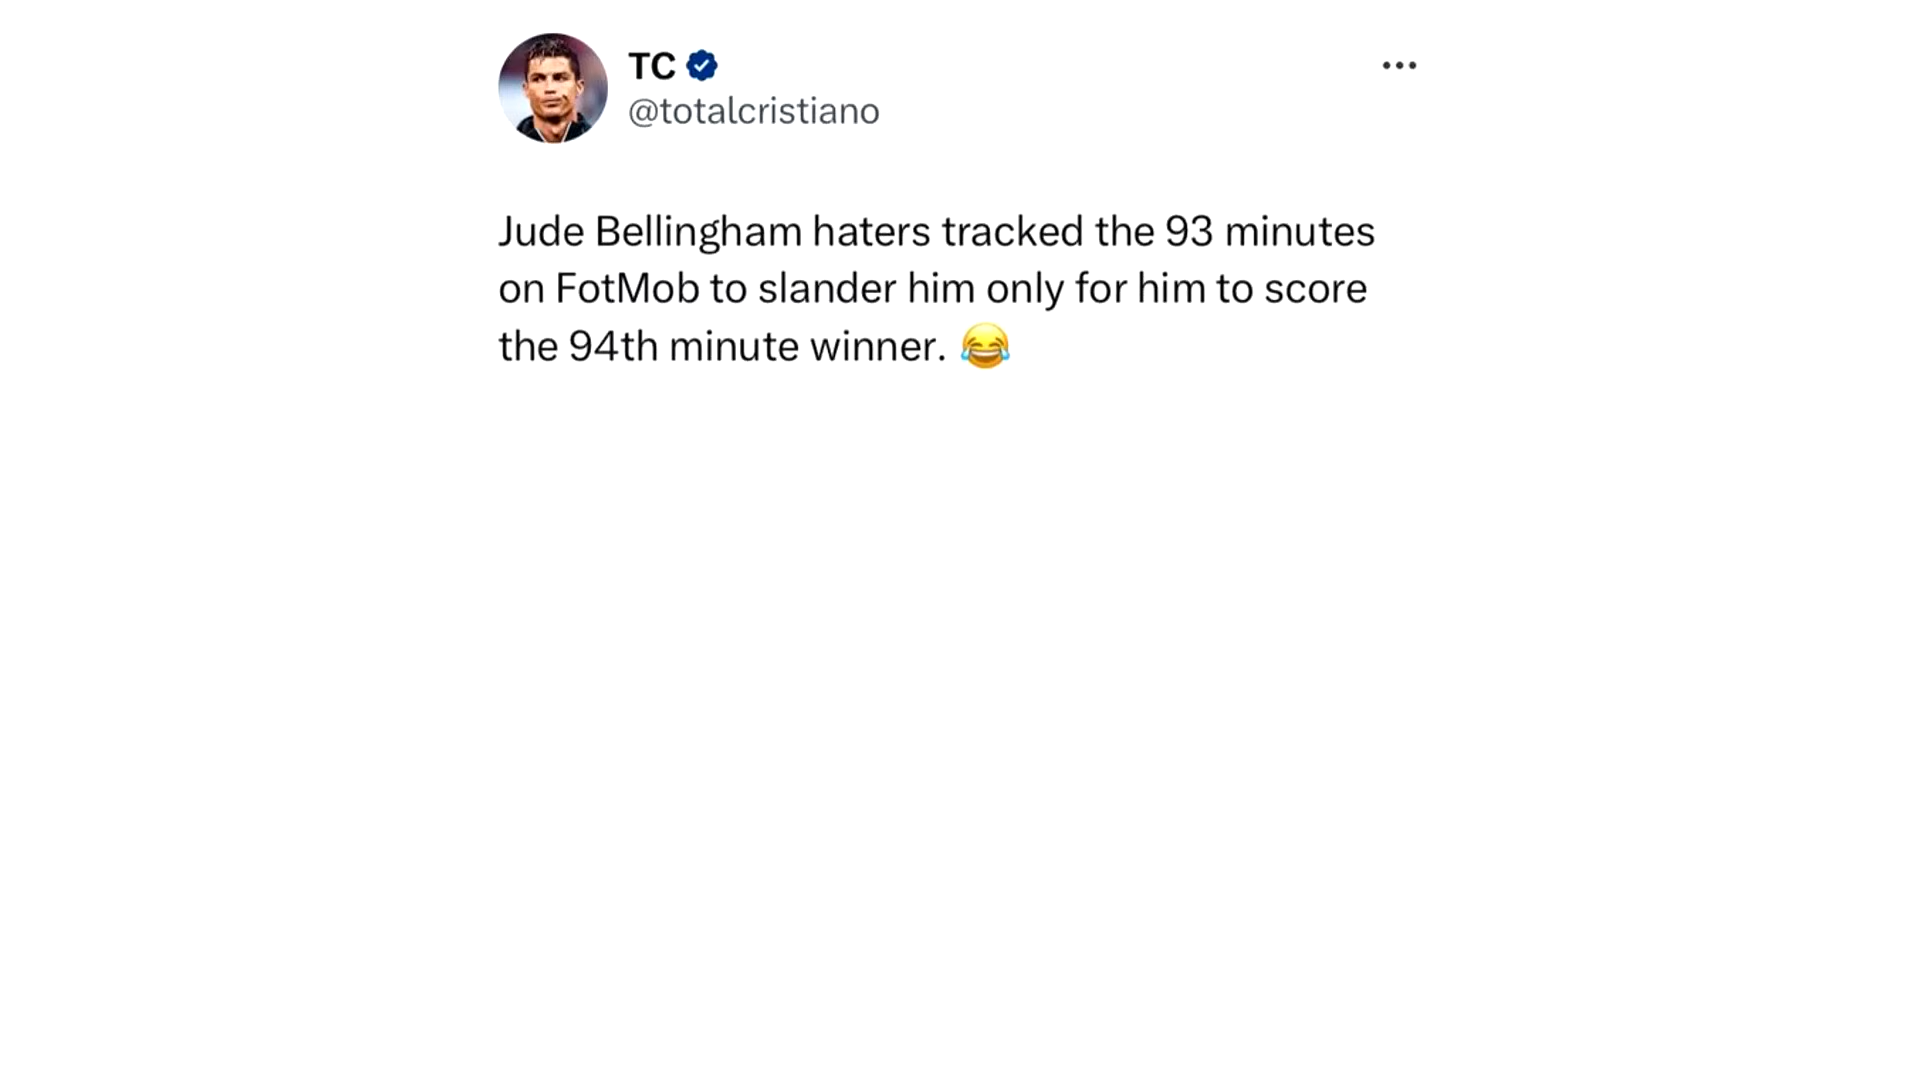 TC
@totalcristiano
Jude Bellingham haters tracked the 93 minutes
on FotMob to slander him only for him to score
the 94th minute winner. 😂